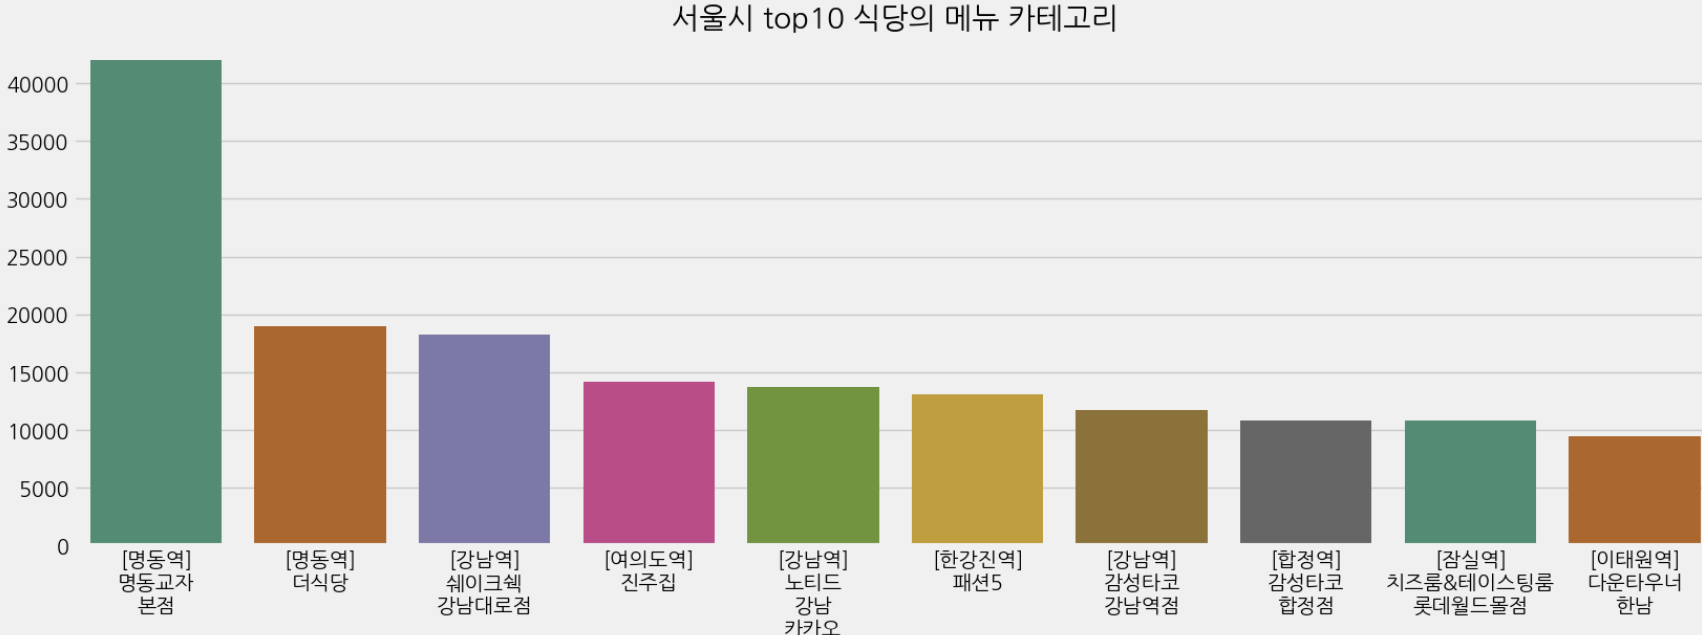 서울시 top10 식당의 메뉴 카테고리
40000
35000
30000
25000
20000
15000
10000
5000
0
[명동역]
명동교자
본점
[명동역]
더식당
[강남역]
쉐이크쉑
강남대로점
[여의도역]
진주집
[강남역]
노티드
강남
카카오
[한강진역]
패션5
[강남역]
감성타코
강남역점
[합정역]
감성타코
합정점
[잠실역]
치즈룸&테이스팅룸
롯데월드몰점
[이태원역]
다운타우너
한남